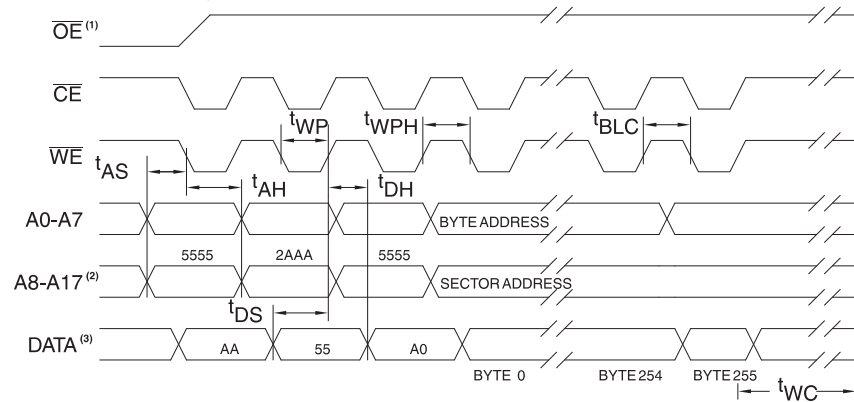 OE (1)
CE
tWP tWPH tBLC
WE
tAS tAH tDH
A0-A7 BYTE ADDRESS
5555 2AAA 5555
A8-A17 (2) SECTOR ADDRESS
tDS
DATA (3) AA 55 A0
BYTE 0 BYTE 254 BYTE 255
tWC